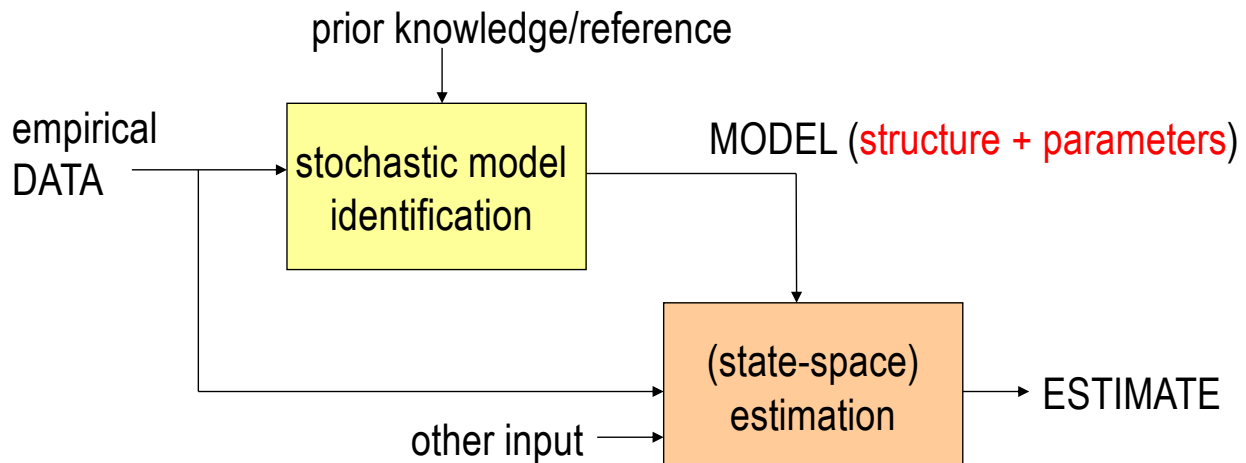 prior knowledge/reference
empirical
DATA
stochastic model
identification
MODEL (structure + parameters)
(state-space)
estimation
ESTIMATE
other input